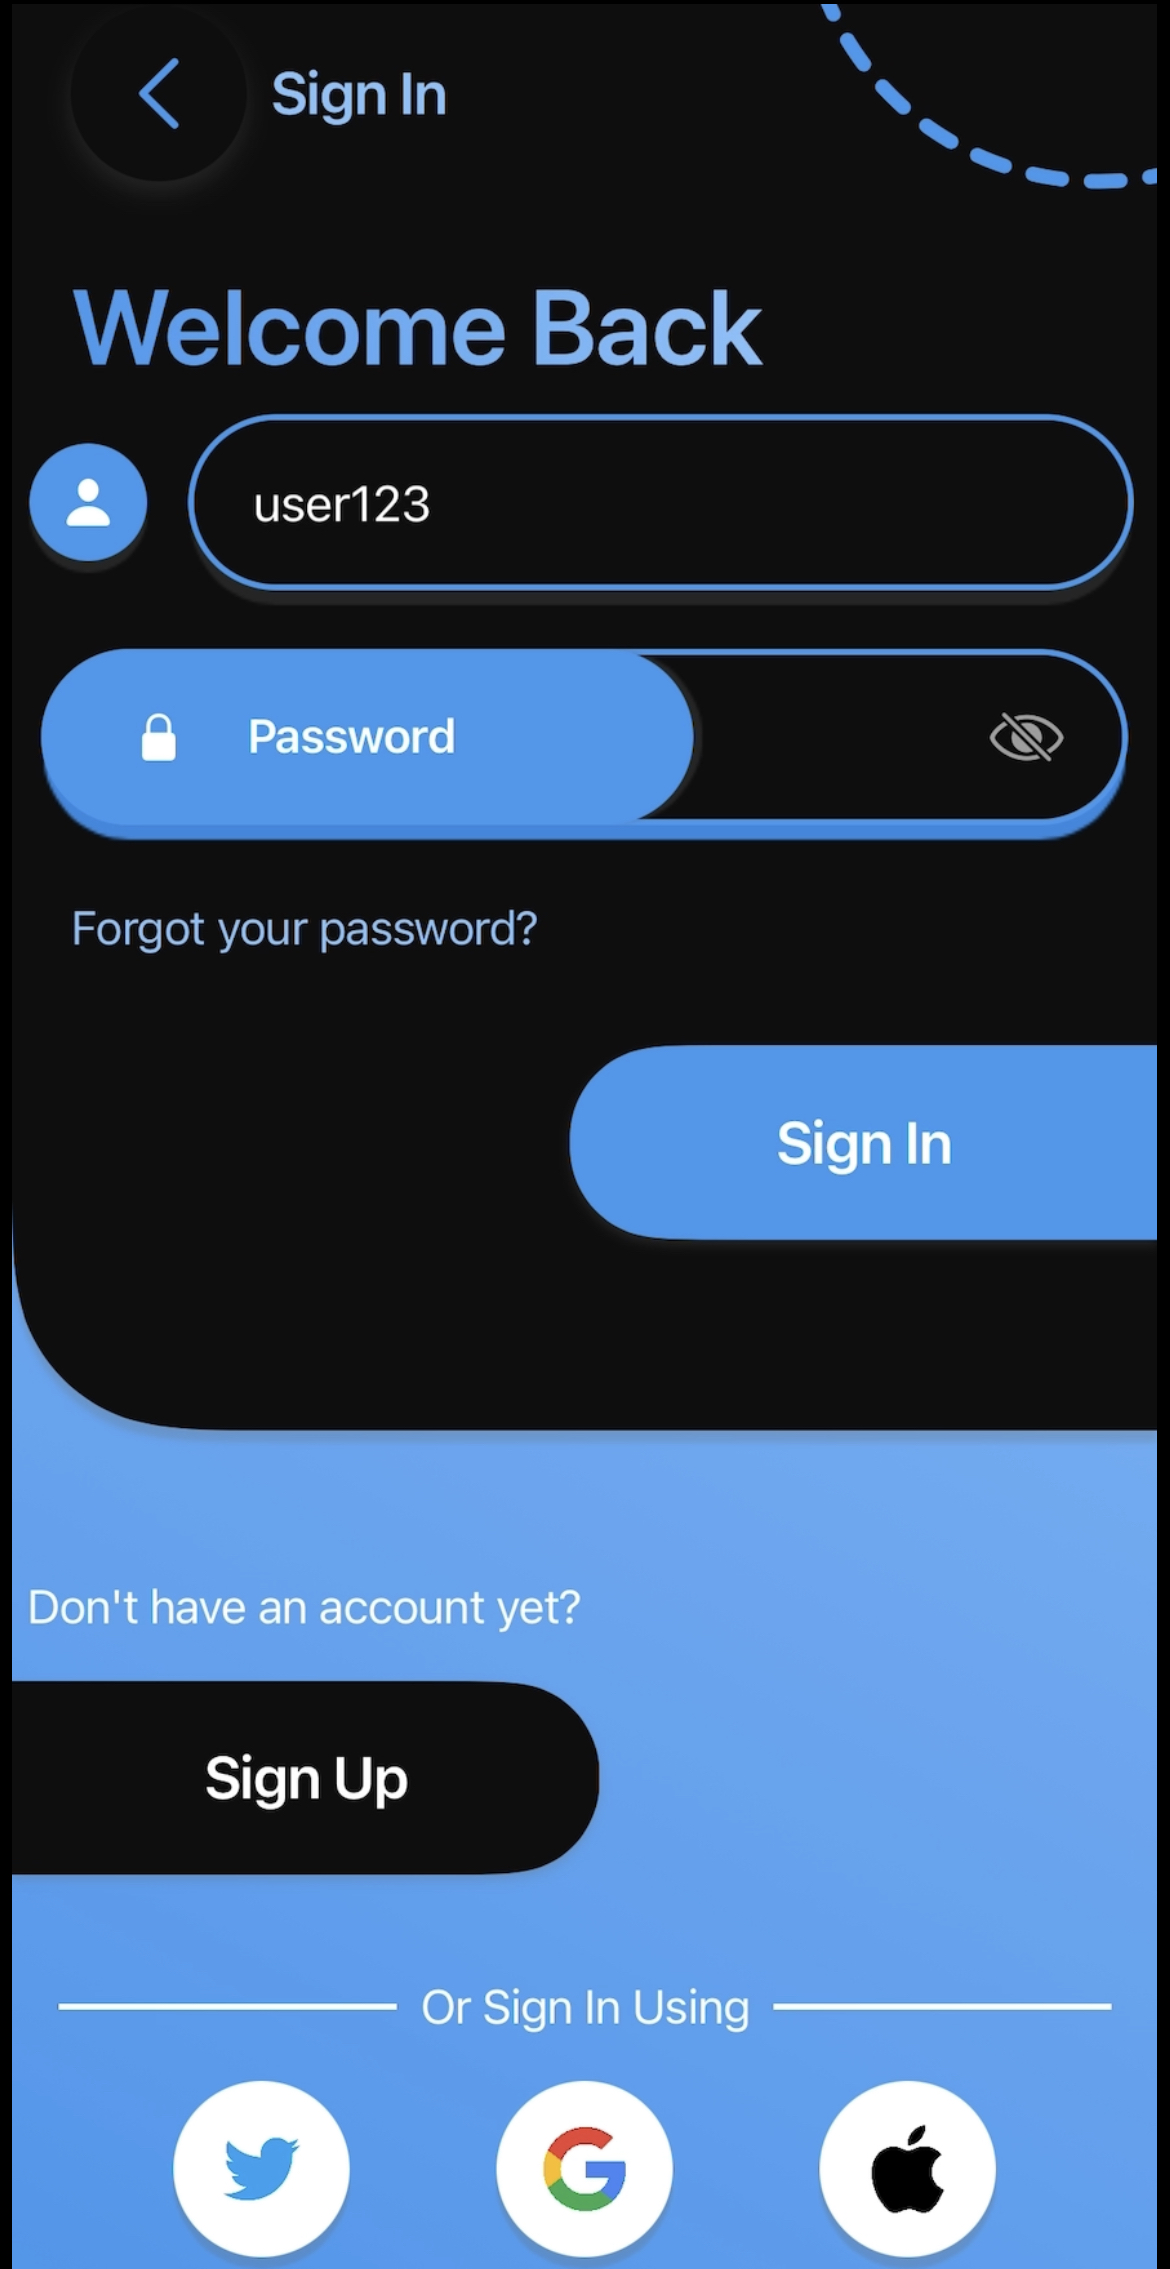 Sign In
Welcome Back
user123
Password
Forgot your password?
Sign In
Don't have an account yet?
Sign Up
Or Sign In Using